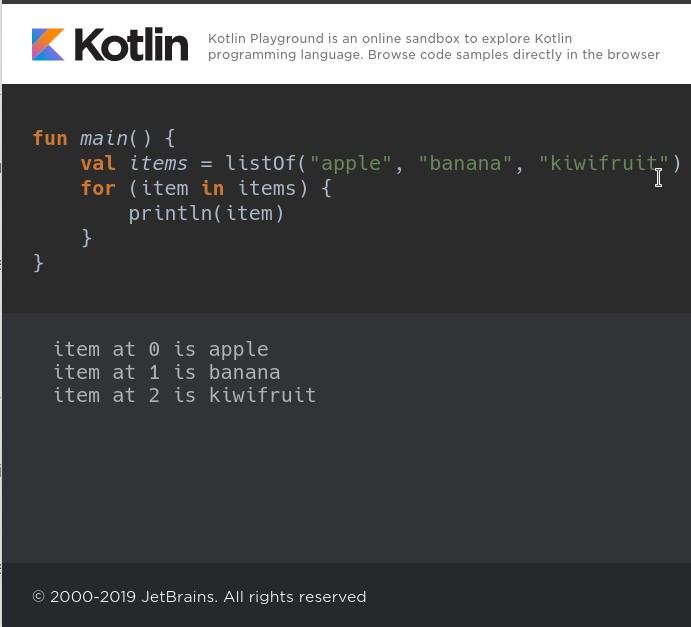 Kotlin
Kotlin Playground is an online sandbox to explore Kotlin
programming language. Browse code samples directly in the browser
fun main() {
    val items = listOf("apple", "banana", "kiwifruit")
    for (item in items) {
        println(item)
    }
}
item at 0 is apple
item at 1 is banana
item at 2 is kiwifruit
© 2000-2019 JetBrains. All rights reserved